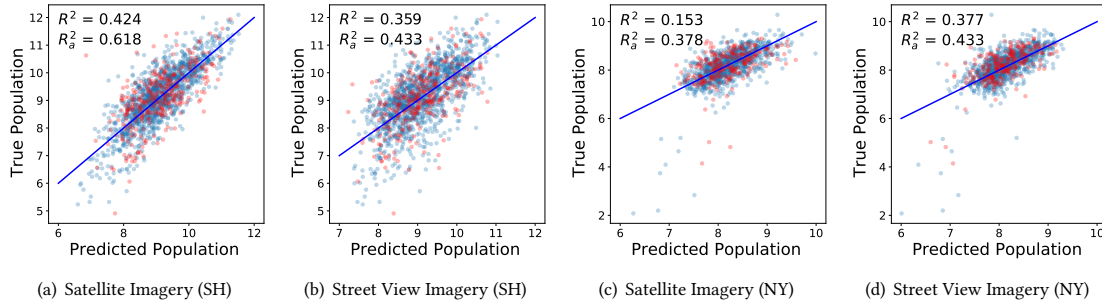 R² = 0.424
R²ₐ = 0.618
True Population
12
11
10
9
8
7
6
5
6 8 10 12
Predicted Population
(a) Satellite Imagery (SH)
R² = 0.359
R²ₐ = 0.433
True Population
12
11
10
9
8
7
6
5
7 8 9 10 11 12
Predicted Population
(b) Street View Imagery (SH)
R² = 0.153
R²ₐ = 0.378
True Population
10
8
6
4
2
6 7 8 9 10
Predicted Population
(c) Satellite Imagery (NY)
R² = 0.377
R²ₐ = 0.433
True Population
10
8
6
4
2
6 7 8 9 10
Predicted Population
(d) Street View Imagery (NY)